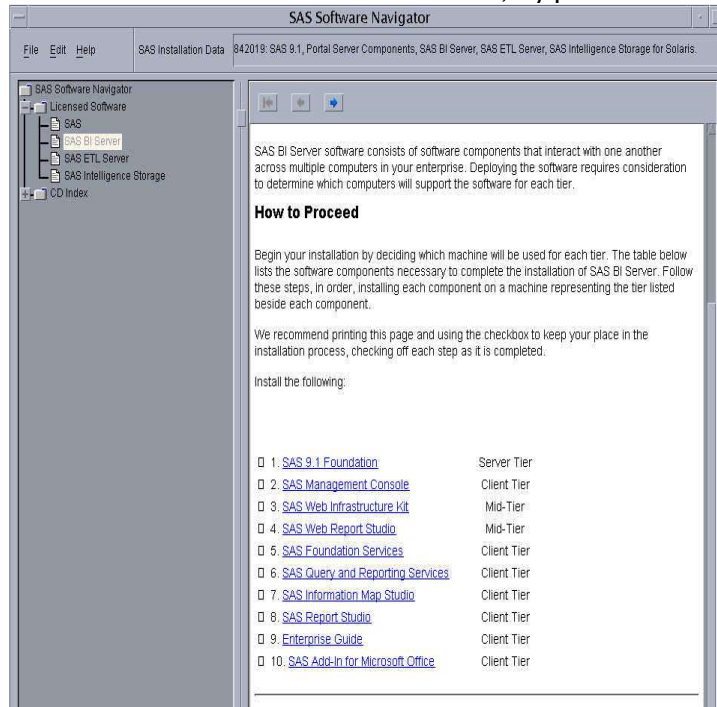 SAS Software Navigator
File Edit Help
SAS Installation Data
842019: SAS 9.1, Portal Server Components, SAS BI Server, SAS ETL Server, SAS Intelligence Storage for Solaris.
SAS Software Navigator
Licensed Software
SAS
SAS BI Server
SAS ETL Server
SAS Intelligence Storage
CD Index
SAS BI Server software consists of software components that interact with one another
across multiple computers in your enterprise. Deploying the software requires consideration
to determine which computers will support the software for each tier.
How to Proceed
Begin your installation by deciding which machine will be used for each tier. The table below
lists the software components necessary to complete the installation of SAS BI Server. Follow
these steps, in order, installing each component on a machine representing the tier listed
beside each component.
We recommend printing this page and using the checkbox to keep your place in the
installation process, checking off each step as it is completed.
Install the following:
1. SAS 9.1 Foundation Server Tier
2. SAS Management Console Client Tier
3. SAS Web Infrastructure Kit Mid-Tier
4. SAS Web Report Studio Mid-Tier
5. SAS Foundation Services Client Tier
6. SAS Query and Reporting Services Client Tier
7. SAS Information Map Studio Client Tier
8. SAS Report Studio Client Tier
9. Enterprise Guide Client Tier
10. SAS Add-In for Microsoft Office Client Tier